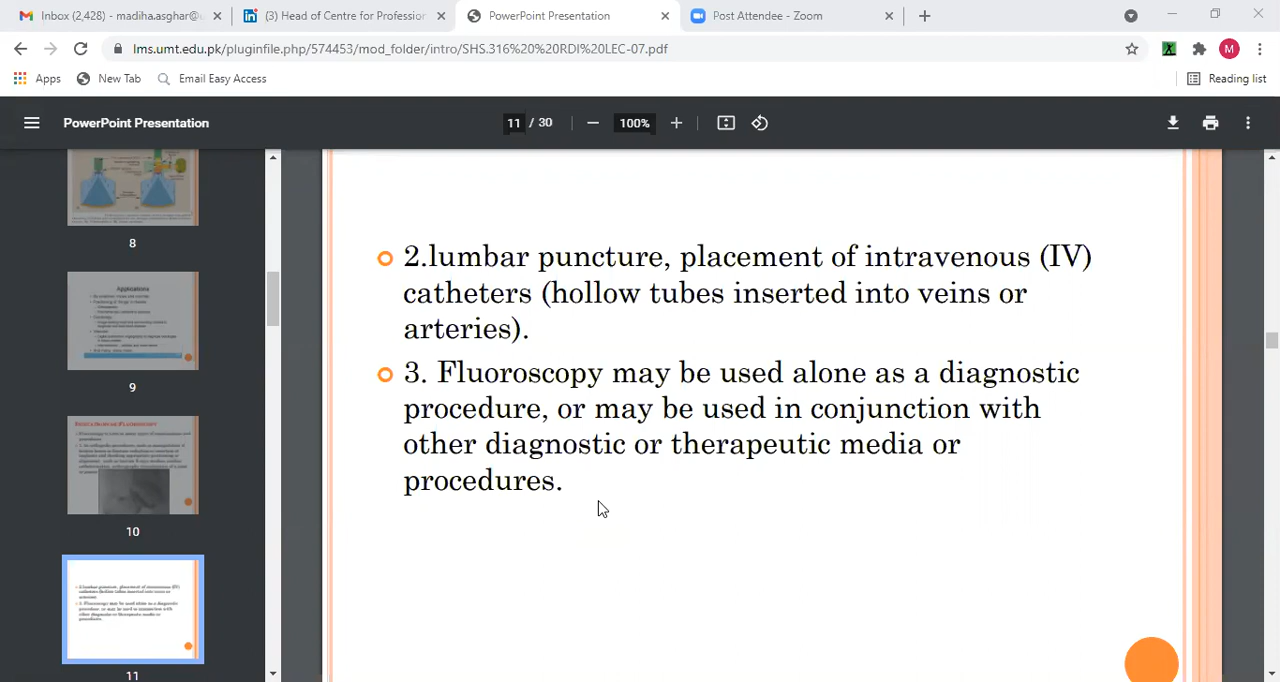 Inbox (2,428) - madiha.asghar@u
(3) Head of Centre for Profession
PowerPoint Presentation
Post Attendee - Zoom
lms.umt.edu.pk/pluginfile.php/574453/mod_folder/intro/SHS.316%20%20RDI%20LEC-07.pdf
M
Apps
New Tab
Email Easy Access
Reading list
PowerPoint Presentation
11 / 30
100%
8
Applications
9
10
11
2.lumbar puncture, placement of intravenous (IV)
catheters (hollow tubes inserted into veins or
arteries).
3. Fluoroscopy may be used alone as a diagnostic
procedure, or may be used in conjunction with
other diagnostic or therapeutic media or
procedures.